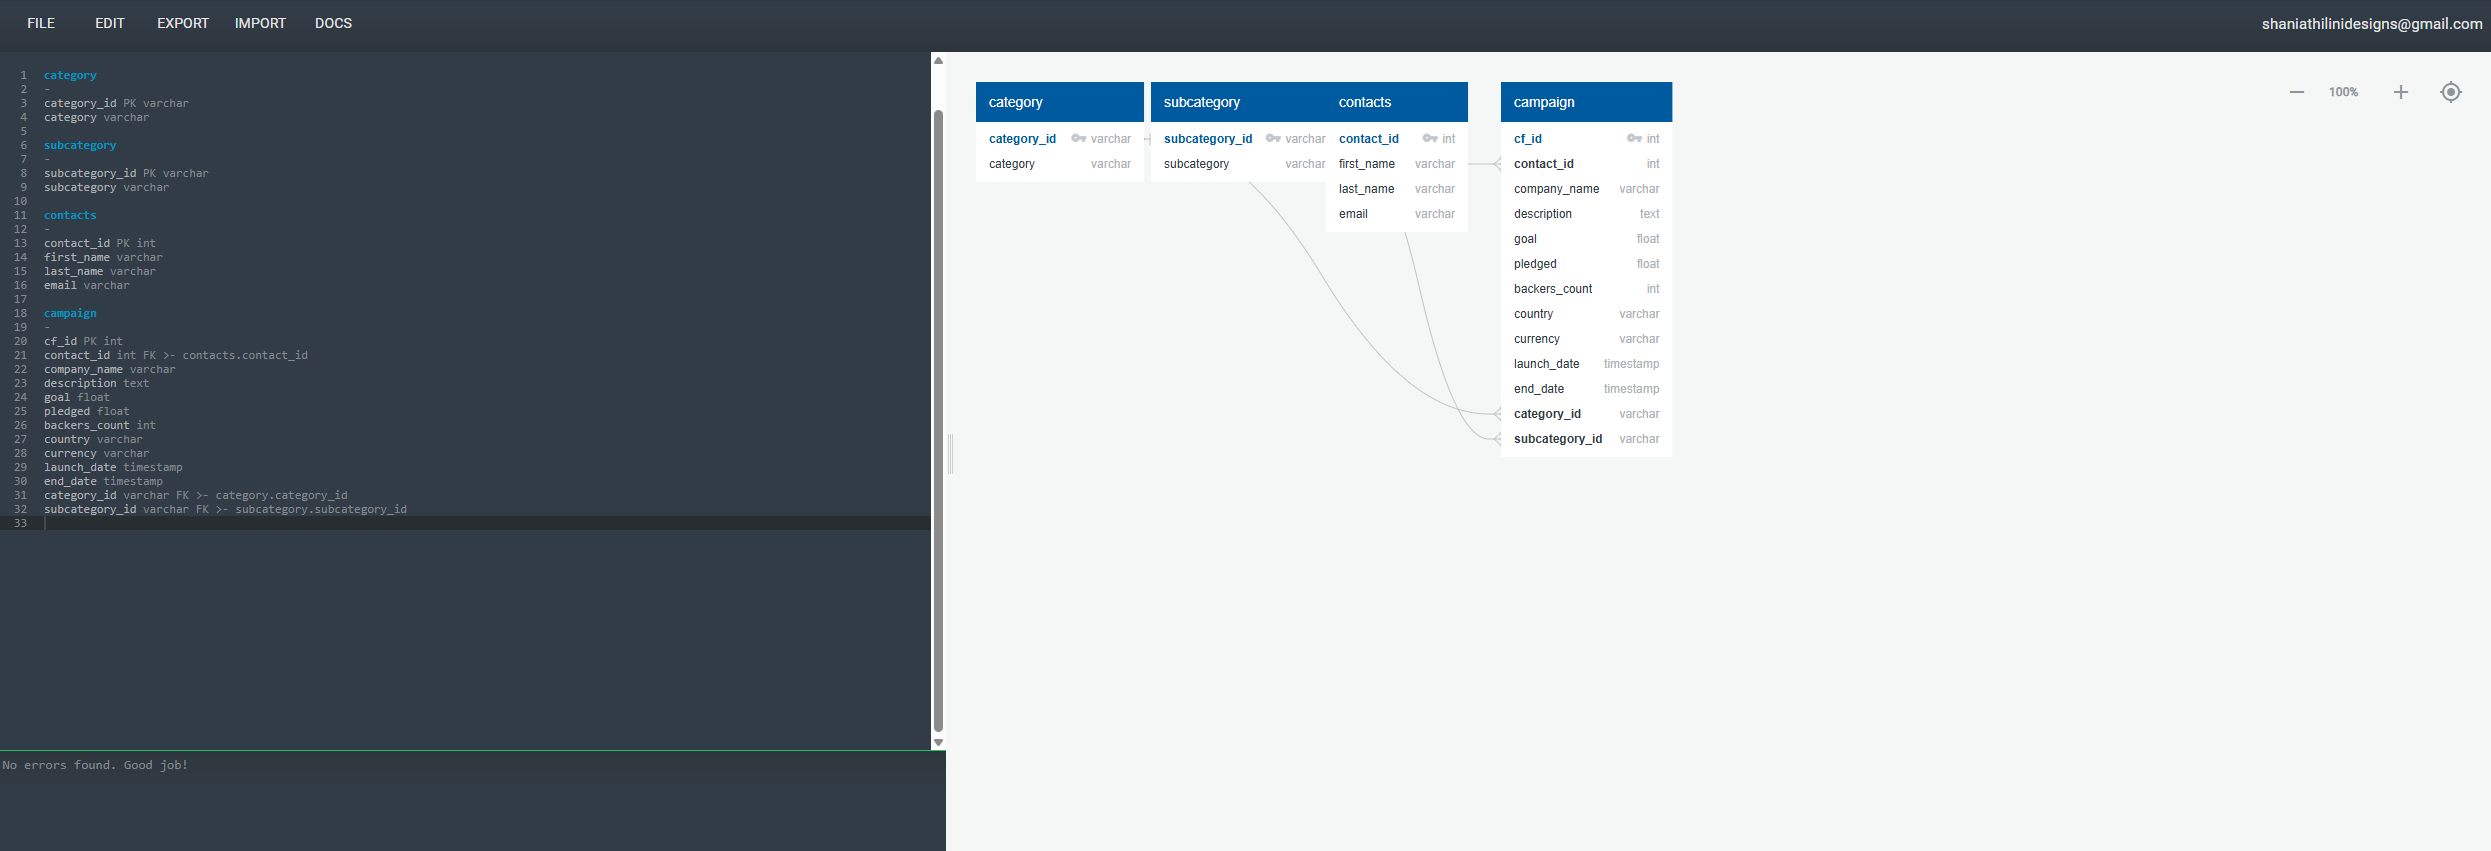 FILE EDIT EXPORT IMPORT DOCS shaniathilinidesigns@gmail.com
1 category
2 -
3 category_id PK varchar
4 category varchar
5
6 subcategory
7 -
8 subcategory_id PK varchar
9 subcategory varchar
10
11 contacts
12 -
13 contact_id PK int
14 first_name varchar
15 last_name varchar
16 email varchar
17
18 campaign
19 -
20 cf_id PK int
21 contact_id int FK >- contacts.contact_id
22 company_name varchar
23 description text
24 goal float
25 pledged float
26 backers_count int
27 country varchar
28 currency varchar
29 launch_date timestamp
30 end_date timestamp
31 category_id varchar FK >- category.category_id
32 subcategory_id varchar FK >- subcategory.subcategory_id
33
No errors found. Good job!
category
category_id varchar
category varchar
subcategory
subcategory_id varchar
subcategory varchar
contacts
contact_id int
first_name varchar
last_name varchar
email varchar
campaign
cf_id int
contact_id int
company_name varchar
description text
goal float
pledged float
backers_count int
country varchar
currency varchar
launch_date timestamp
end_date timestamp
category_id varchar
subcategory_id varchar
100%